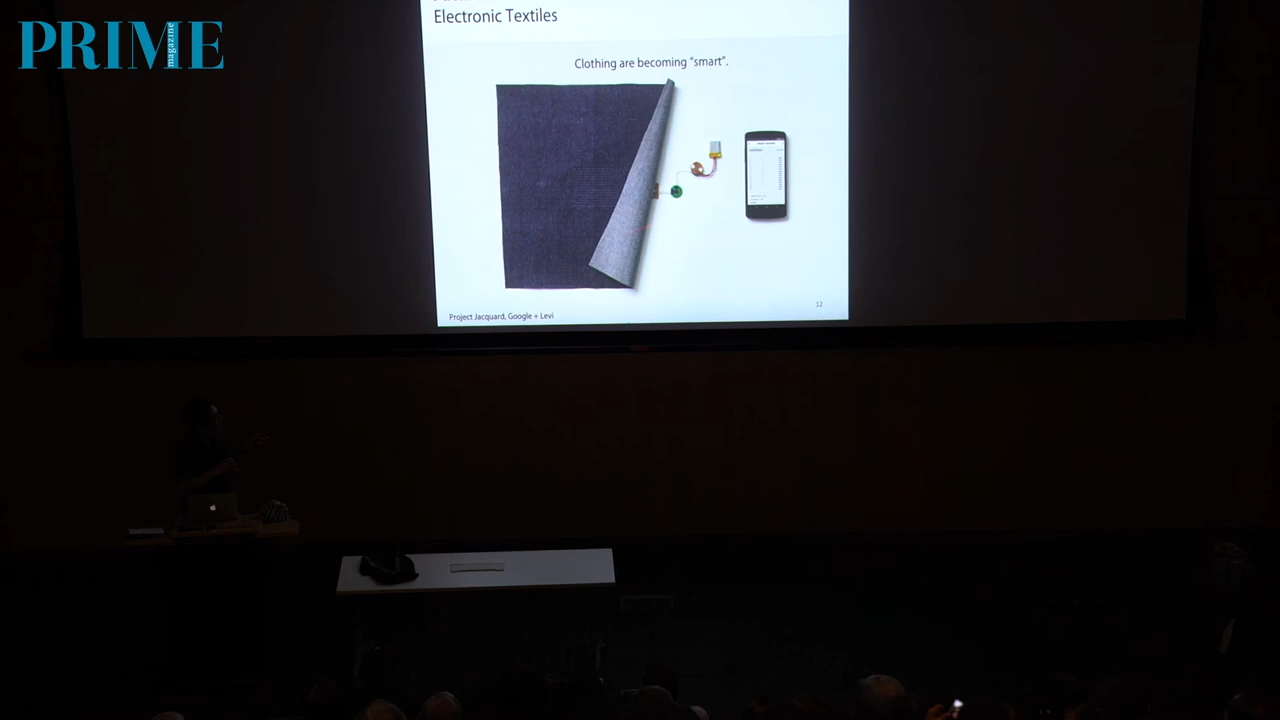 PRIME
magazine
Electronic Textiles
Clothing are becoming “smart”.
12
Project Jacquard, Google + Levi